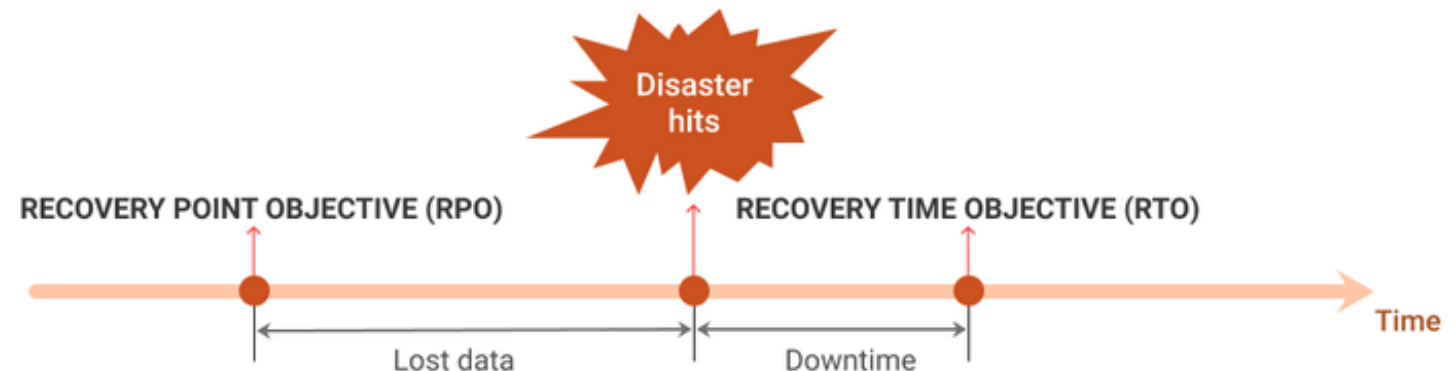 Disaster
hits
RECOVERY POINT OBJECTIVE (RPO)
RECOVERY TIME OBJECTIVE (RTO)
Time
Lost data
Downtime